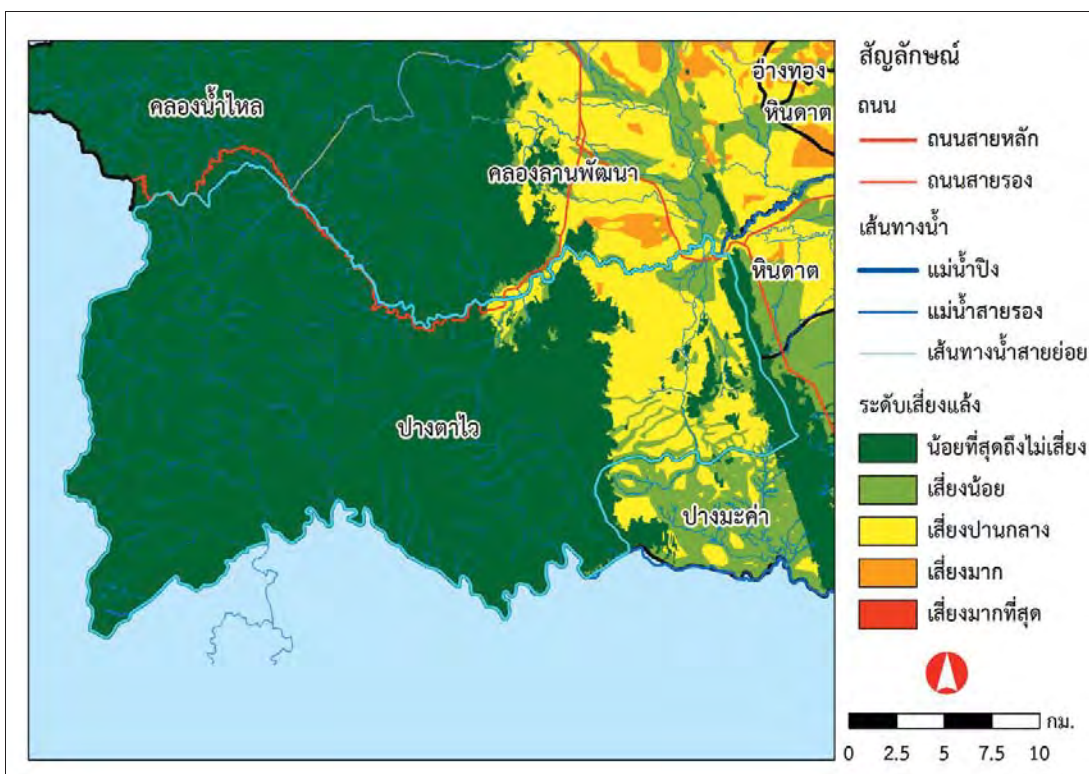 คลองน้ำไหล
อ่างทอง
หินดาต
คลองลานพัฒนา
หินดาต
ปางตาไว
ปางมะค่า
สัญลักษณ์
ถนน
ถนนสายหลัก
ถนนสายรอง
เส้นทางน้ำ
แม่น้ำปิง
แม่น้ำสายรอง
เส้นทางน้ำสายย่อย
ระดับเสี่ยงแล้ง
น้อยที่สุดถึงไม่เสี่ยง
เสี่ยงน้อย
เสี่ยงปานกลาง
เสี่ยงมาก
เสี่ยงมากที่สุด
กม.
0 2.5 5 7.5 10